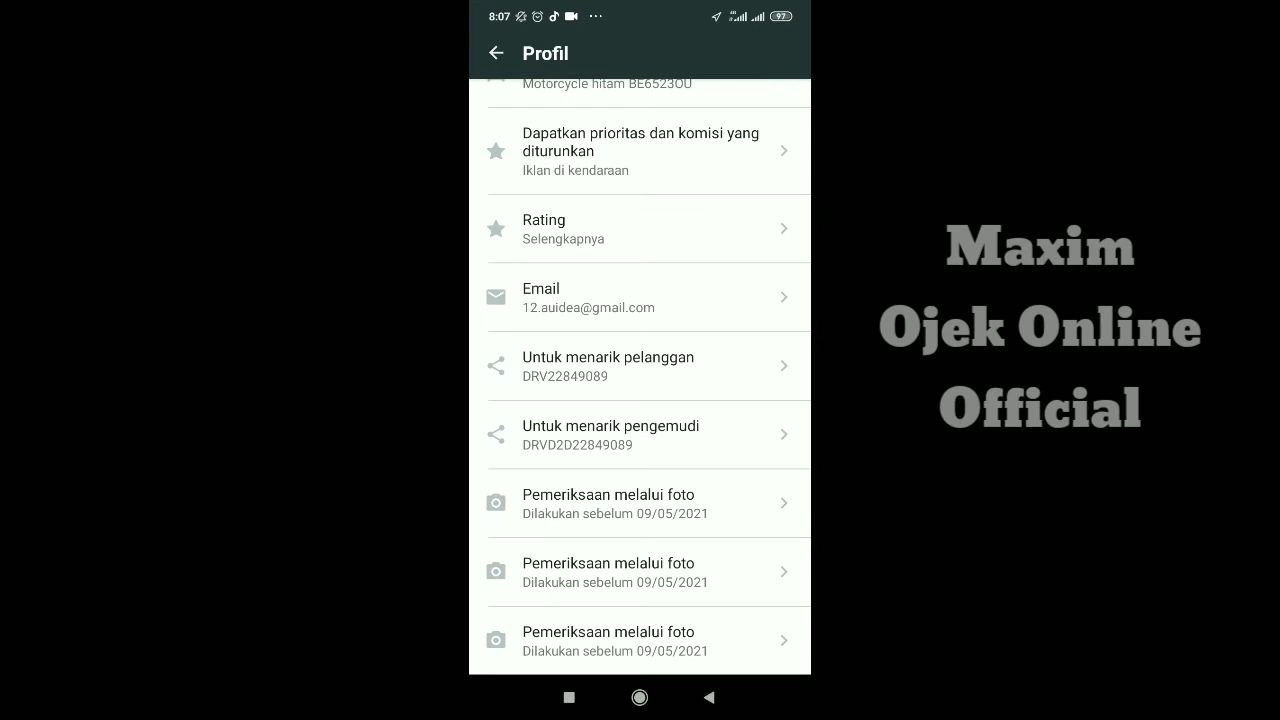 8:07
4G
97
Profil
Motorcycle hitam BE6523OU
Dapatkan prioritas dan komisi yang
diturunkan
Iklan di kendaraan
Rating
Selengkapnya
Email
12.auidea@gmail.com
Untuk menarik pelanggan
DRV22849089
Untuk menarik pengemudi
DRVD2D22849089
Pemeriksaan melalui foto
Dilakukan sebelum 09/05/2021
Pemeriksaan melalui foto
Dilakukan sebelum 09/05/2021
Pemeriksaan melalui foto
Dilakukan sebelum 09/05/2021
Maxim
Ojek Online
Official